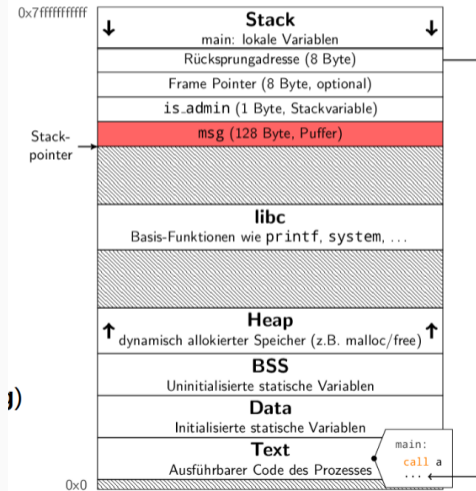 0x7fffffffffff
Stack
main: lokale Variablen
Rücksprungadresse (8 Byte)
Frame Pointer (8 Byte, optional)
is_admin (1 Byte, Stackvariable)
msg (128 Byte, Puffer)
Stack-
pointer
libc
Basis-Funktionen wie printf, system, ...
Heap
dynamisch allokierter Speicher (z.B. malloc/free)
BSS
Uninitialisierte statische Variablen
)
Data
Initialisierte statische Variablen
Text
Ausführbarer Code des Prozesses
main:
call a
...
0x0